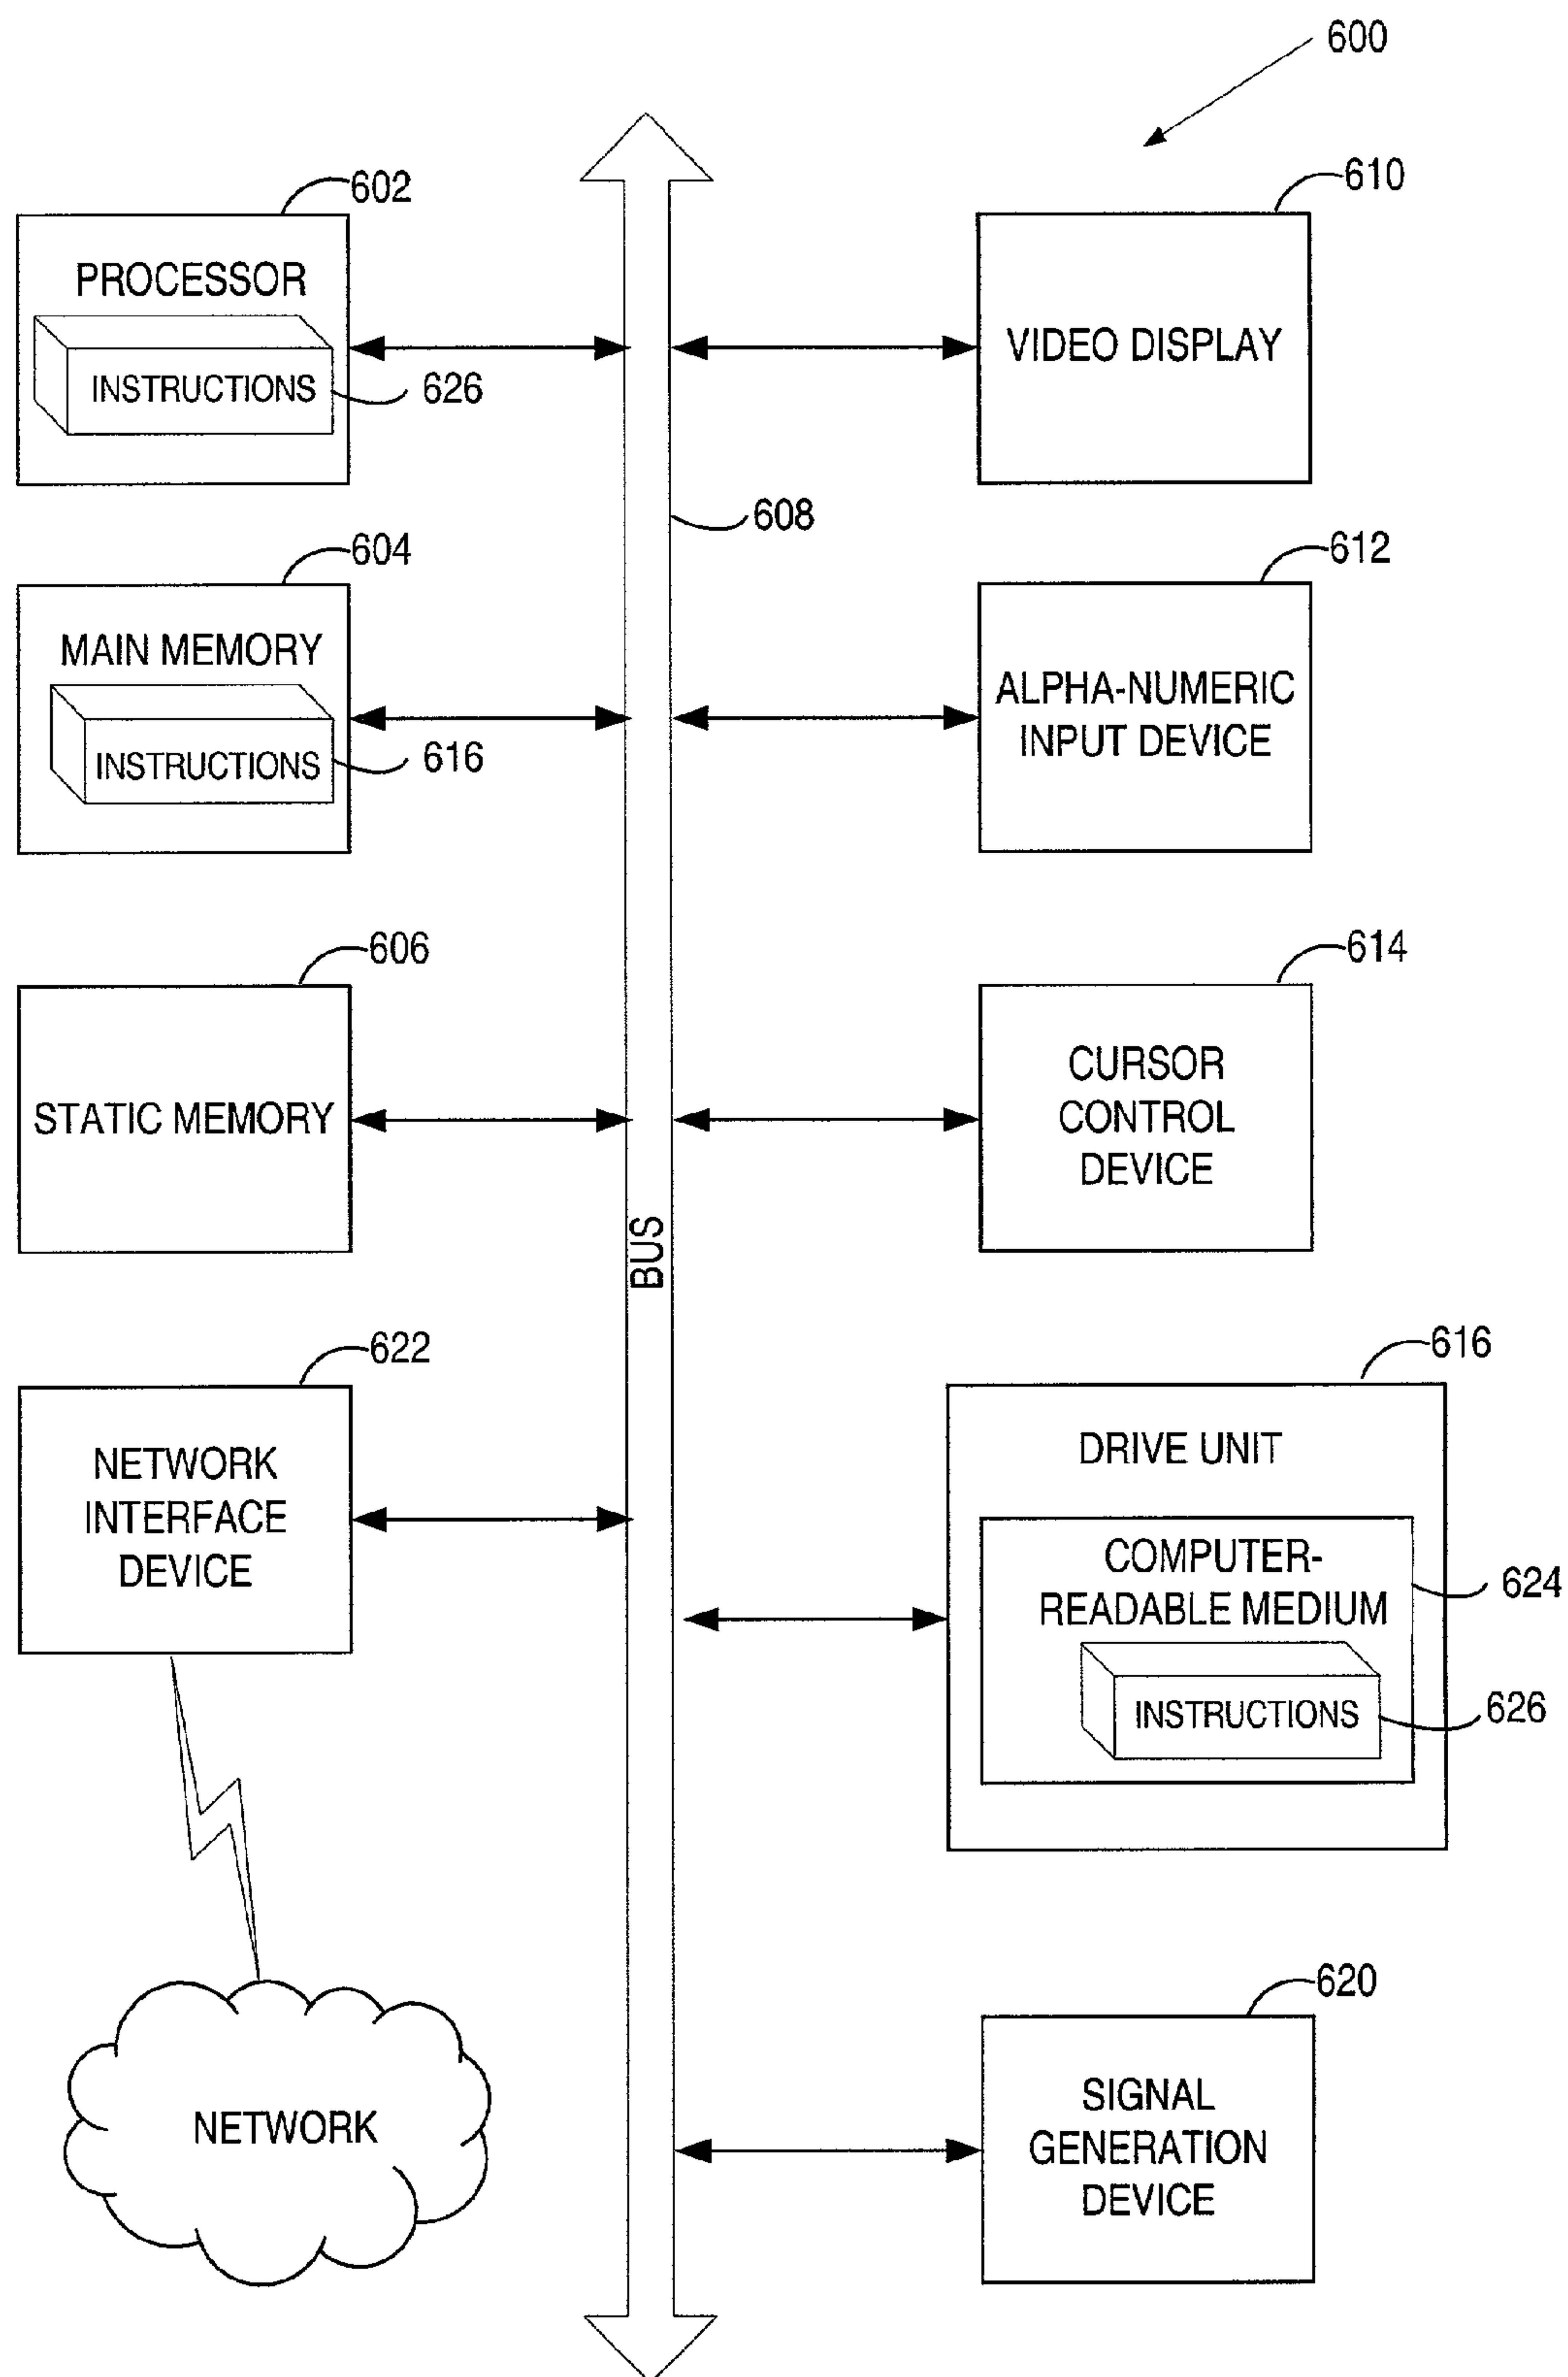 600
602
PROCESSOR
INSTRUCTIONS
626
610
VIDEO DISPLAY
608
604
MAIN MEMORY
INSTRUCTIONS
616
612
ALPHA-NUMERIC
INPUT DEVICE
606
STATIC MEMORY
614
CURSOR
CONTROL
DEVICE
BUS
622
NETWORK
INTERFACE
DEVICE
616
DRIVE UNIT
COMPUTER-
READABLE MEDIUM
624
INSTRUCTIONS
626
NETWORK
620
SIGNAL
GENERATION
DEVICE